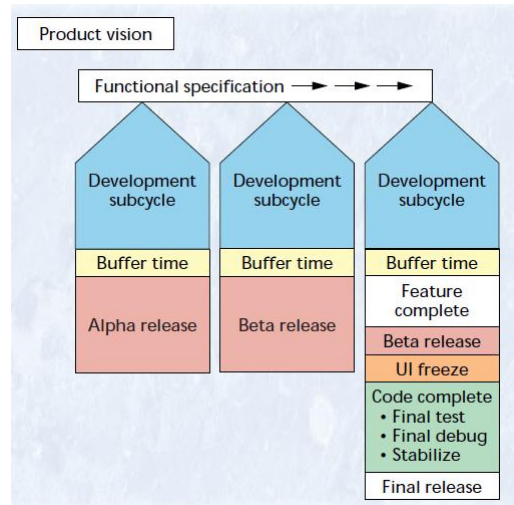 Product vision
Functional specification
Development
subcycle
Buffer time
Alpha release
Development
subcycle
Buffer time
Beta release
Development
subcycle
Buffer time
Feature
complete
Beta release
UI freeze
Code complete
• Final test
• Final debug
• Stabilize
Final release